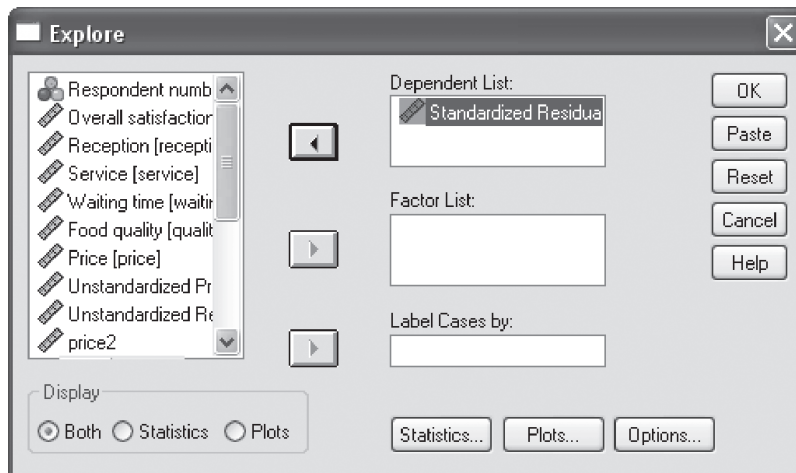 Explore
Respondent numb
Overall satisfaction
Reception [recepti
Service [service]
Waiting time [waitin
Food quality [qualit
Price [price]
Unstandardized Pr
Unstandardized Re
price2
Dependent List:
Standardized Residua
Factor List:
Label Cases by:
OK
Paste
Reset
Cancel
Help
Display
Both
Statistics
Plots
Statistics...
Plots...
Options...